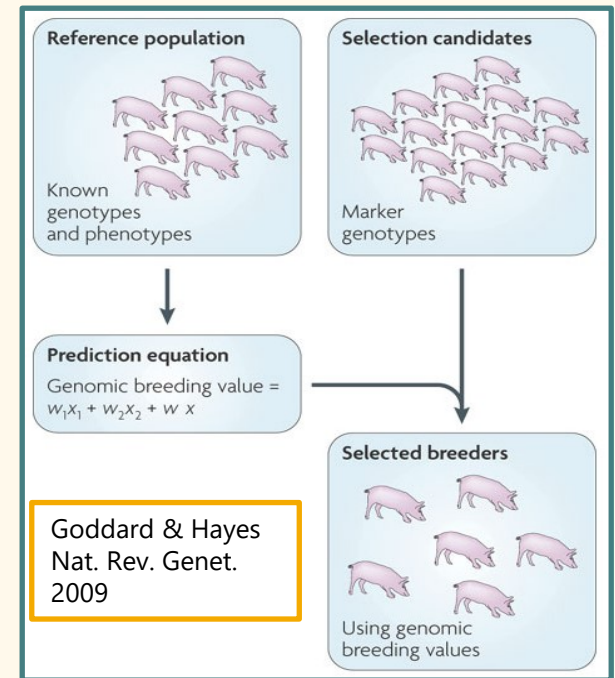 Reference population
Known
genotypes
and phenotypes
Selection candidates
Marker
genotypes
Prediction equation
Genomic breeding value =
w₁x₁ + w₂x₂ + w x
Selected breeders
Using genomic
breeding values
Goddard & Hayes
Nat. Rev. Genet.
2009